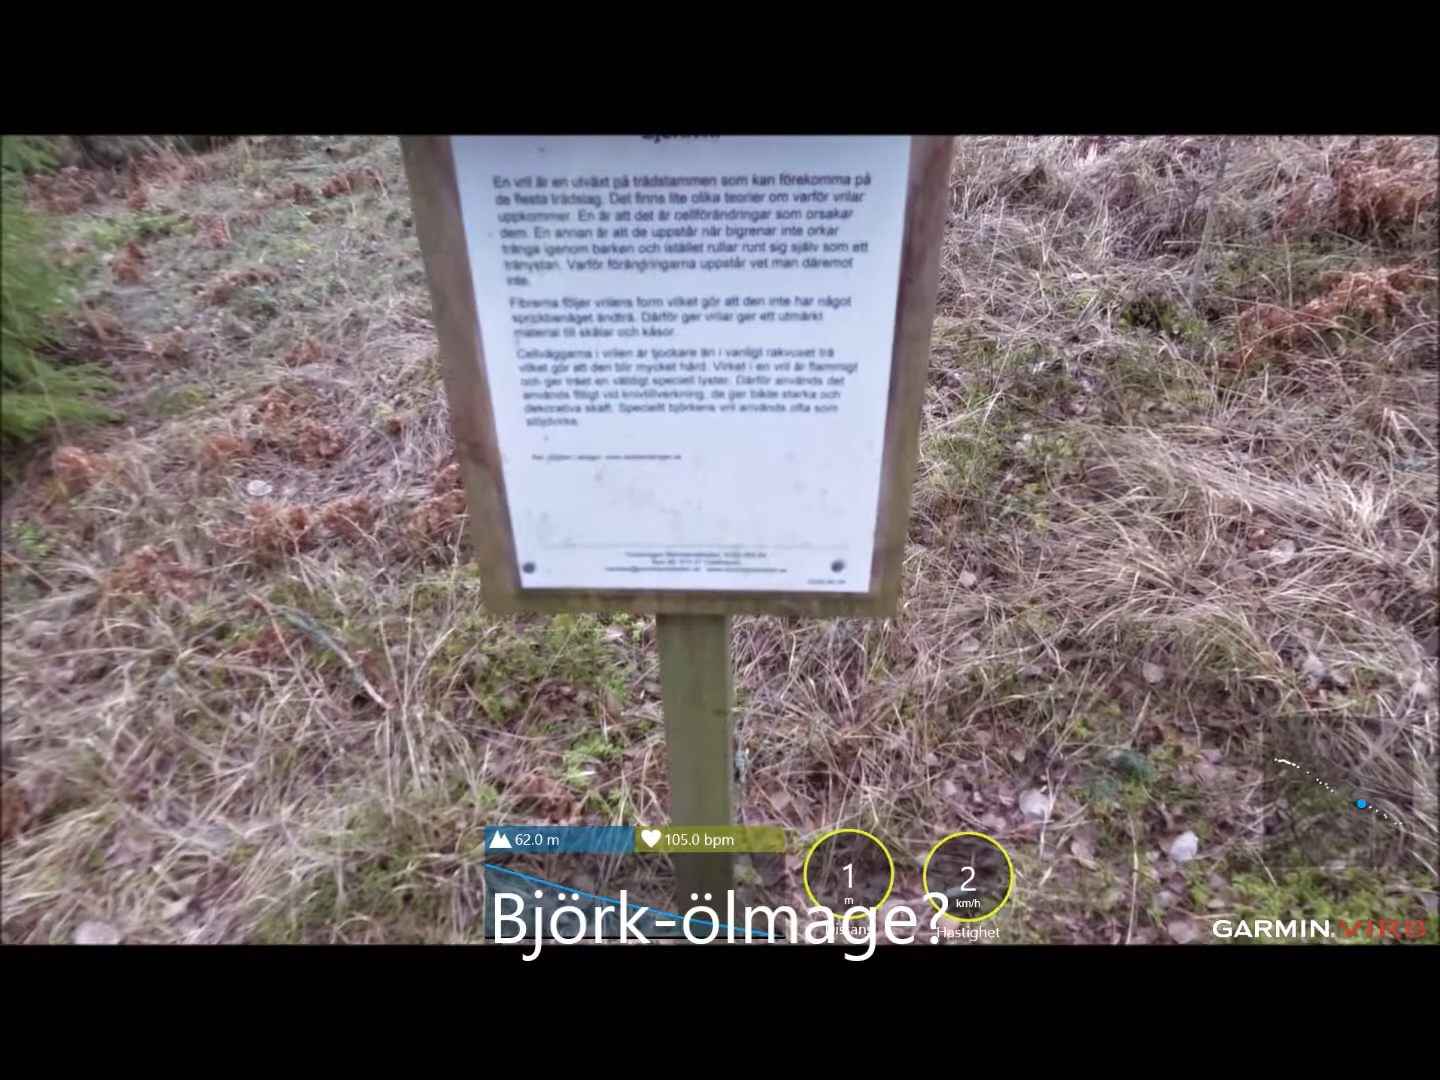 En vril är en utväxt på trädstammen som kan förekomma på
de flesta trädslag. Det finns lite olika teorier om varför vrilar
uppkommer. En är att det är cellförändringar som orsakar
dem. En annan är att de uppstår när bigrenar inte orkar
tränga igenom barken och istället rullar runt sig själv som ett
trånystan. Varför förändringarna uppstår vet man däremot
inte.
Fibrerna följer vrilens form vilket gör att den inte har något
sprickbenäget ändträ. Därför ger vrilar ger ett utmärkt
material till skålar och kåsor.
Cellväggarna i vrilen är tjockare än i vanligt rakvuxet trä
vilket gör att den blir mycket hård. Virket i en vril är flammigt
och ger träet en väldigt speciell lyster. Därför används det
används flitigt vid knivtillverkning, de ger både starka och
dekorativa skaft. Speciellt björkens vril används ofta som
slöjdvirke.
62.0 m
105.0 bpm
1
m
Distans
2
km/h
Hastighet
Björk-ölmage?
GARMIN. VIRB